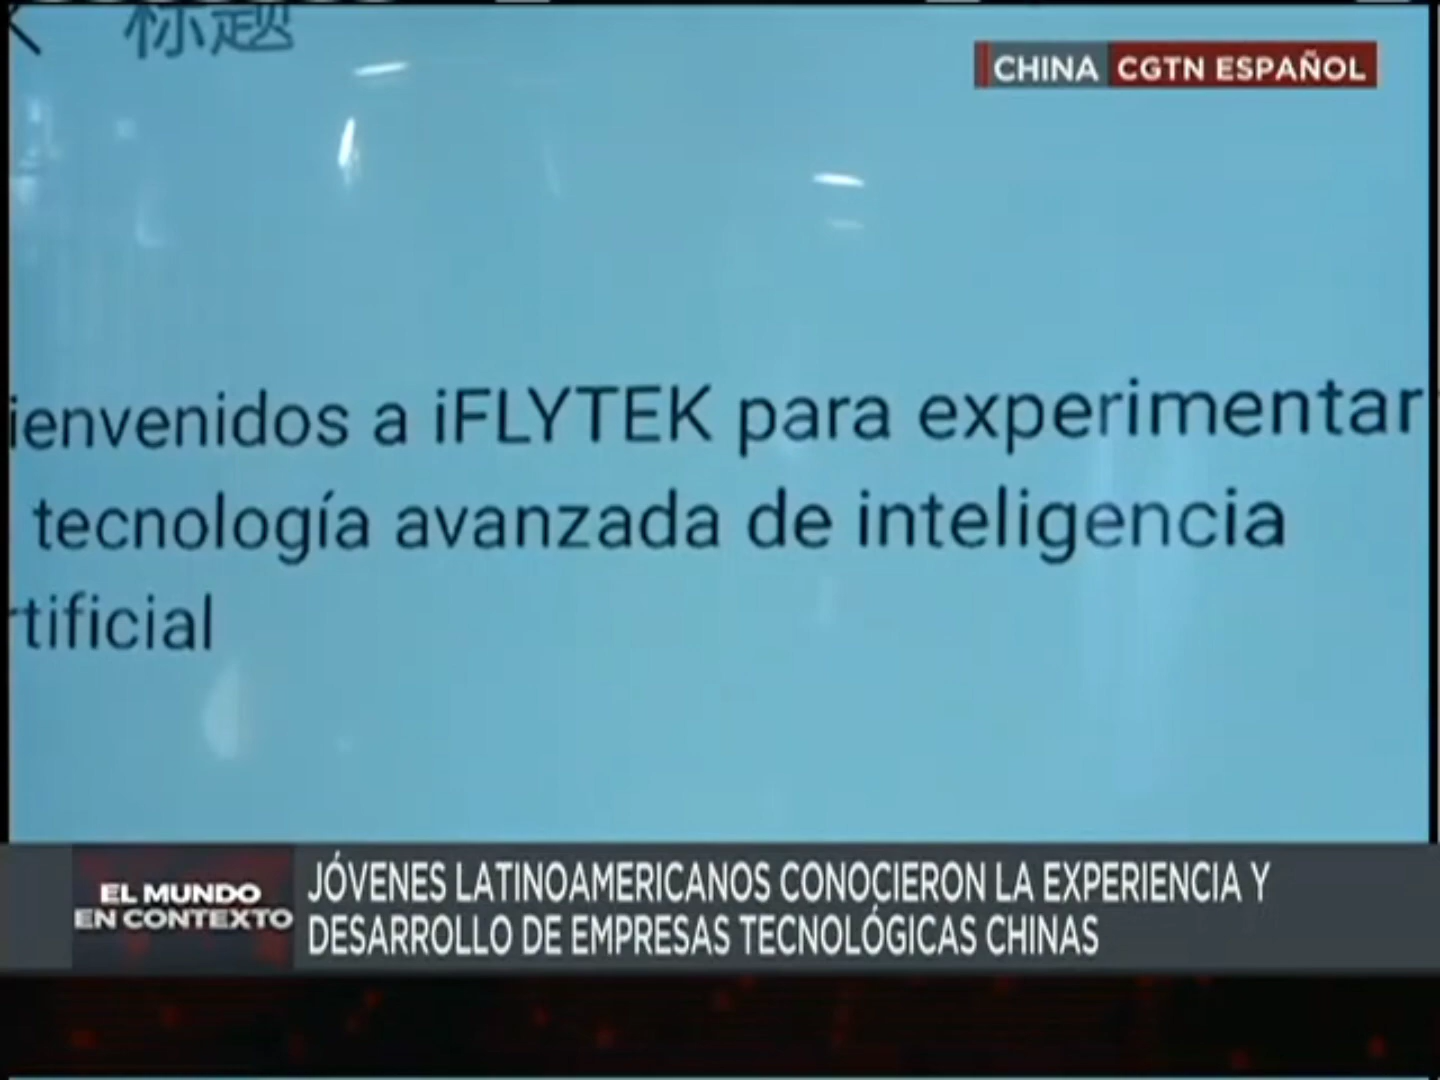 标题
CHINA CGTN ESPAÑOL
ienvenidos a iFLYTEK para experimentar
tecnología avanzada de inteligencia
rtificial
EL MUNDO
EN CONTEXTO
JÓVENES LATINOAMERICANOS CONOCIERON LA EXPERIENCIA Y
DESARROLLO DE EMPRESAS TECNOLÓGICAS CHINAS